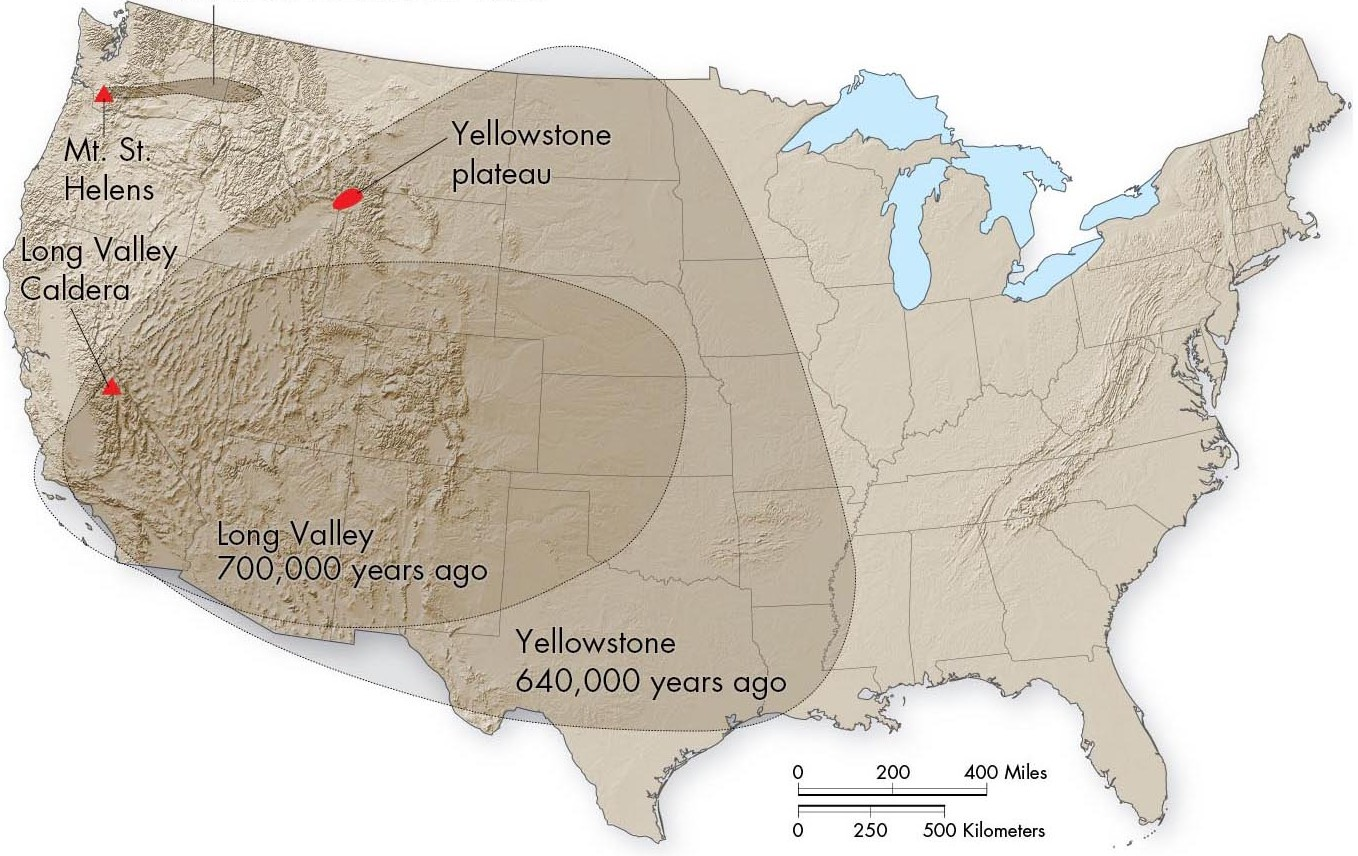 Mt. St.
Helens
Yellowstone
plateau
Long Valley
Caldera
Long Valley
700,000 years ago
Yellowstone
640,000 years ago
0 200 400 Miles
0 250 500 Kilometers